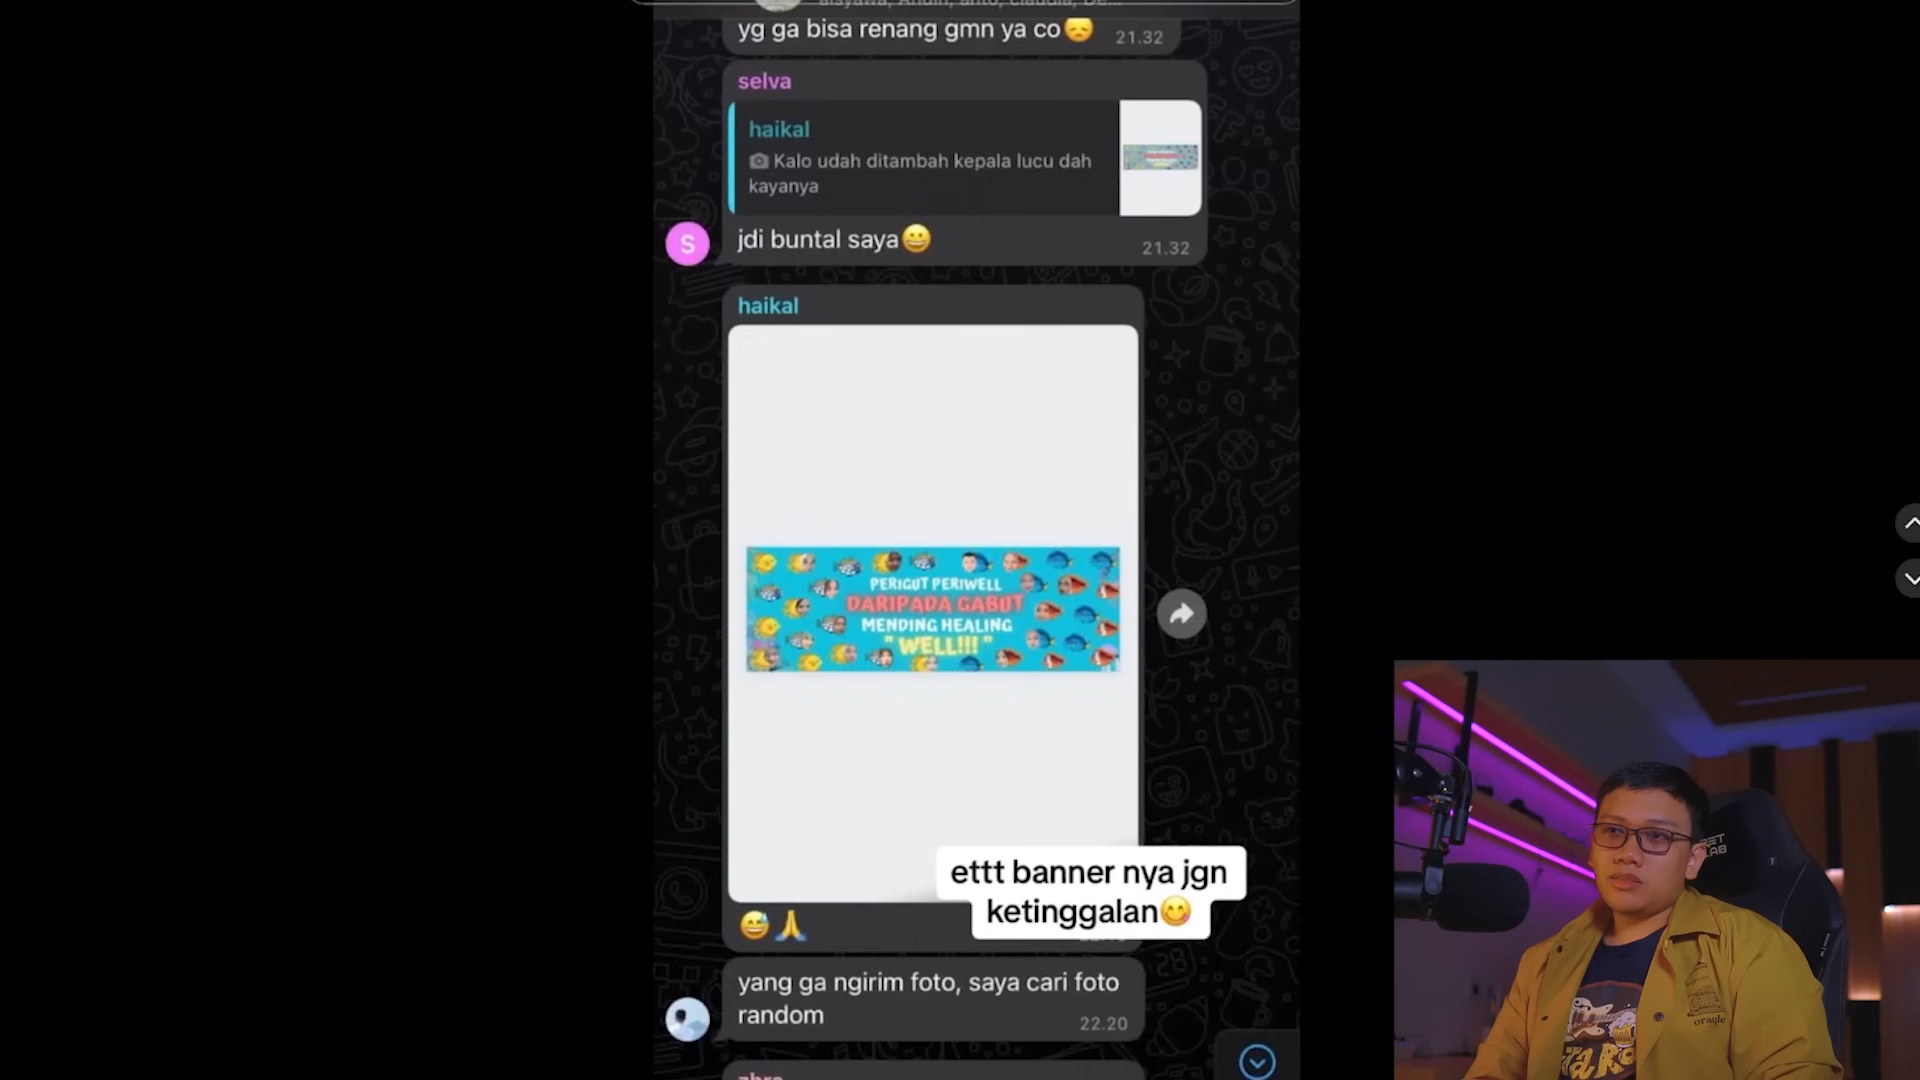 yg ga bisa renang gmn ya co😞 21.32
selva
haikal
Kalo udah ditambah kepala lucu dah
kayanya
S
jdi buntal saya😀 21.32
haikal
PERIGUT PERIWELL
DARIPADA GABUT
MENDING HEALING
" WELL!!! "
ettt banner nya jgn
ketinggalan😋
😅🙏
yang ga ngirim foto, saya cari foto
random 22.20
oragle